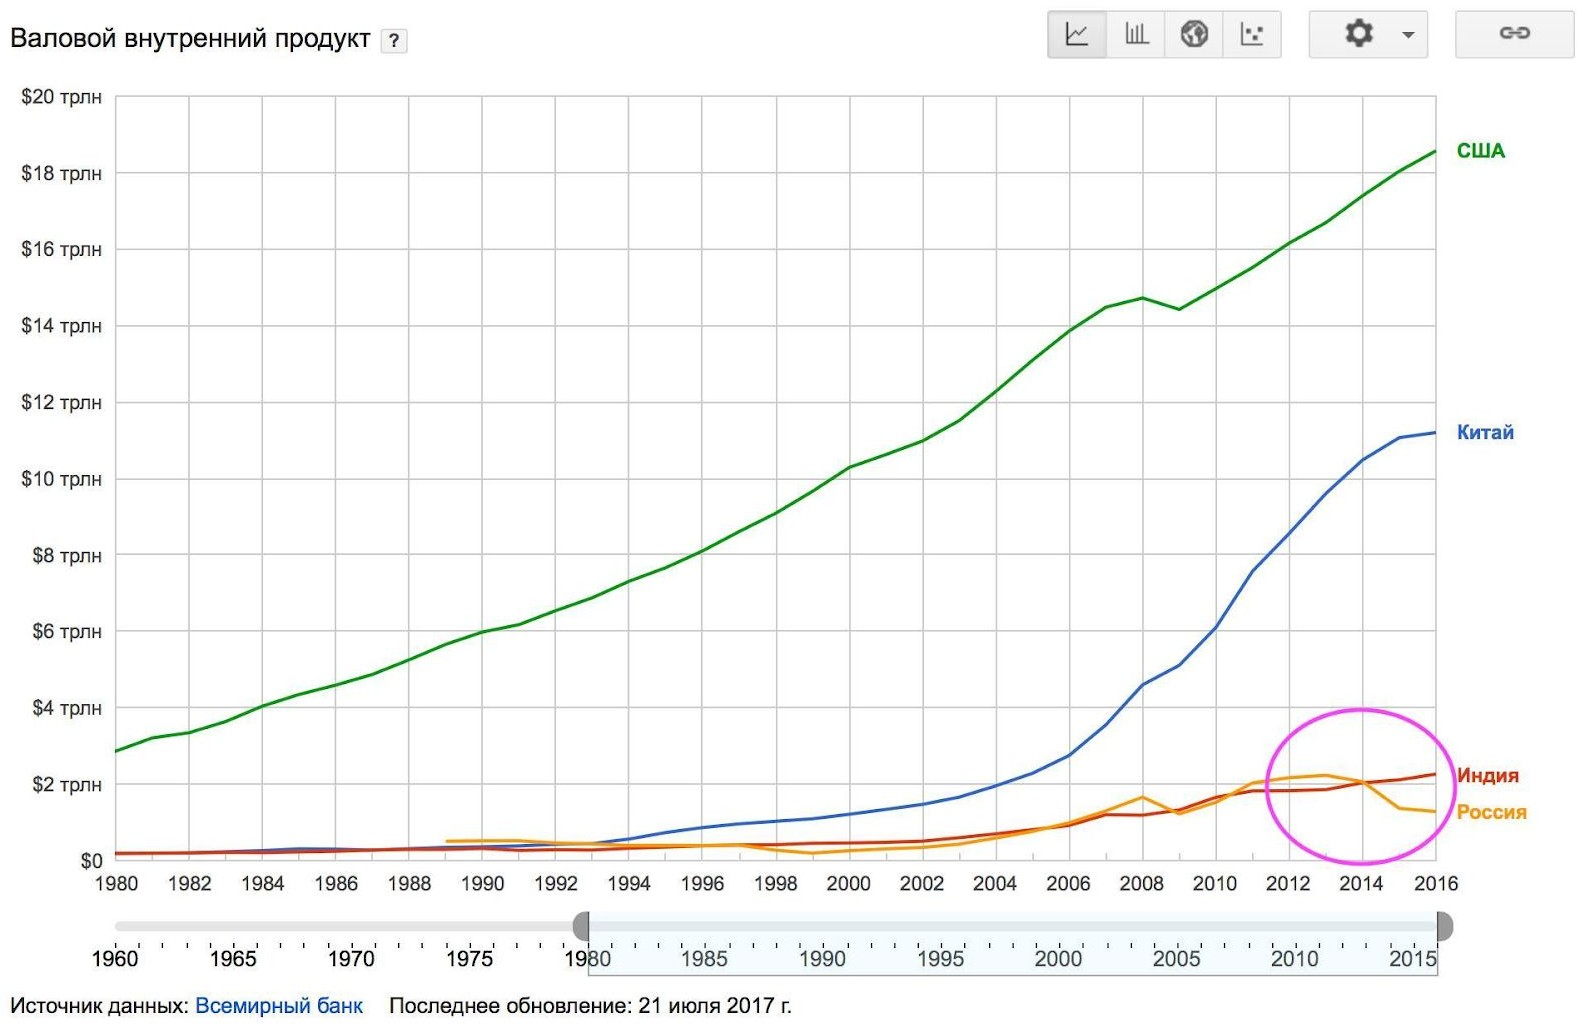 Валовой внутренний продукт ?
$20 трлн
$18 трлн
$16 трлн
$14 трлн
$12 трлн
$10 трлн
$8 трлн
$6 трлн
$4 трлн
$2 трлн
$0
США
Китай
Индия
Россия
1980 1982 1984 1986 1988 1990 1992 1994 1996 1998 2000 2002 2004 2006 2008 2010 2012 2014 2016
1960 1965 1970 1975 1980 1985 1990 1995 2000 2005 2010 2015
Источник данных: Всемирный банк Последнее обновление: 21 июля 2017 г.